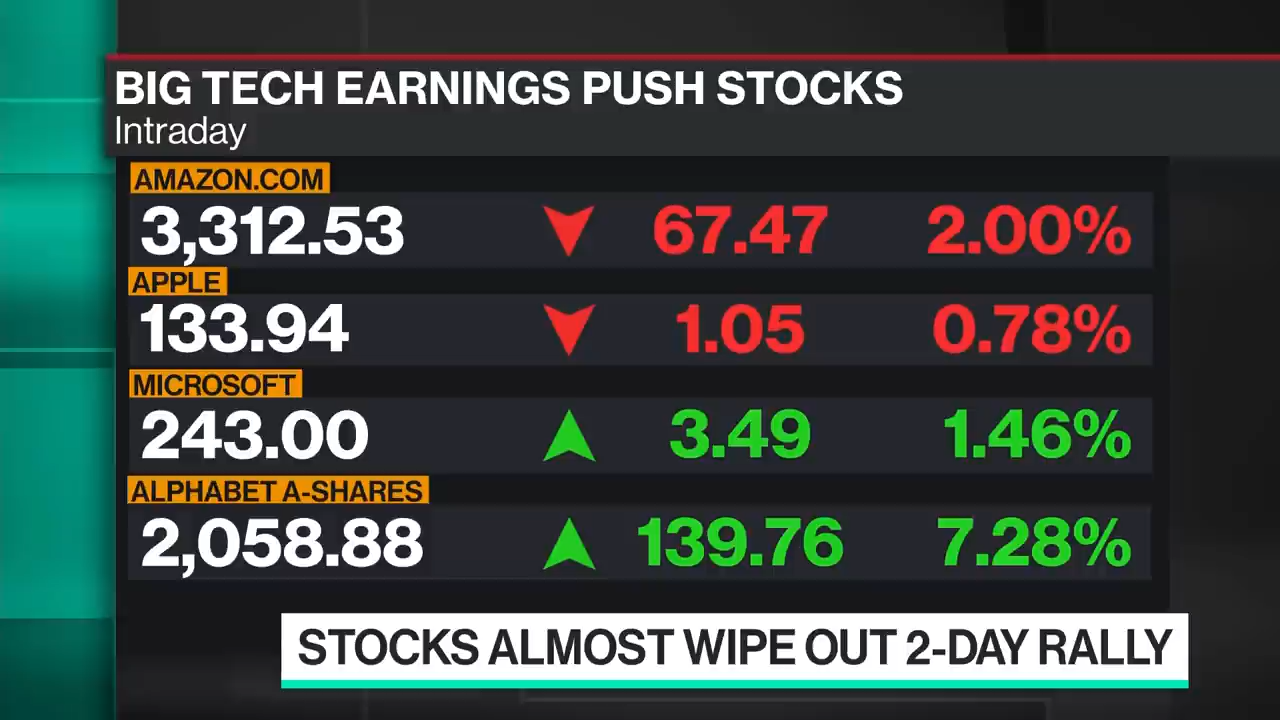 BIG TECH EARNINGS PUSH STOCKS
Intraday
AMAZON.COM
3,312.53 ▼ 67.47 2.00%
APPLE
133.94 ▼ 1.05 0.78%
MICROSOFT
243.00 ▲ 3.49 1.46%
ALPHABET A-SHARES
2,058.88 ▲ 139.76 7.28%
STOCKS ALMOST WIPE OUT 2-DAY RALLY